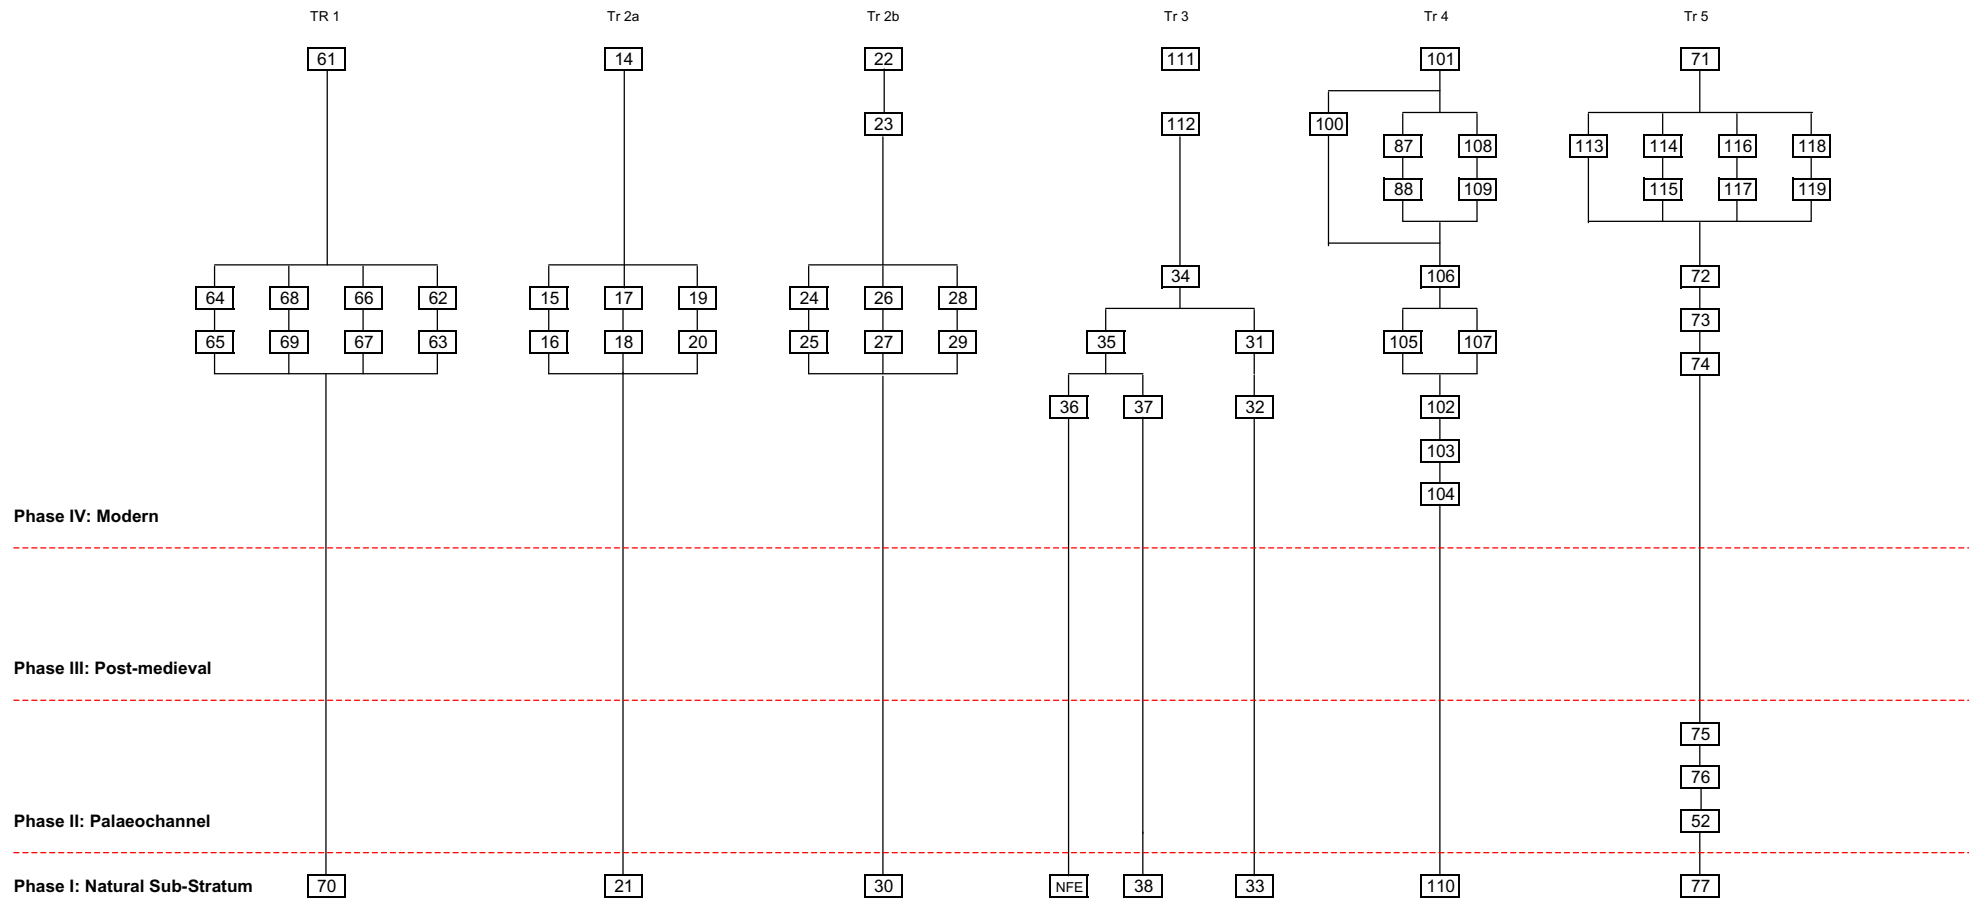 TR 1 Tr 2a Tr 2b Tr 3 Tr 4 Tr 5
61 14 22 111 101 71
23 112 100
87 108 113 114 116 118
88 109 115 117 119
34 106 72
64 68 66 62 15 17 19 24 26 28
73
65 69 67 63 16 18 20 25 27 29 35 31 105 107
74
36 37 32 102
103
104
Phase IV: Modern
Phase III: Post-medieval
75
76
Phase II: Palaeochannel 52
Phase I: Natural Sub-Stratum 70 21 30 NFE 38 33 110 77